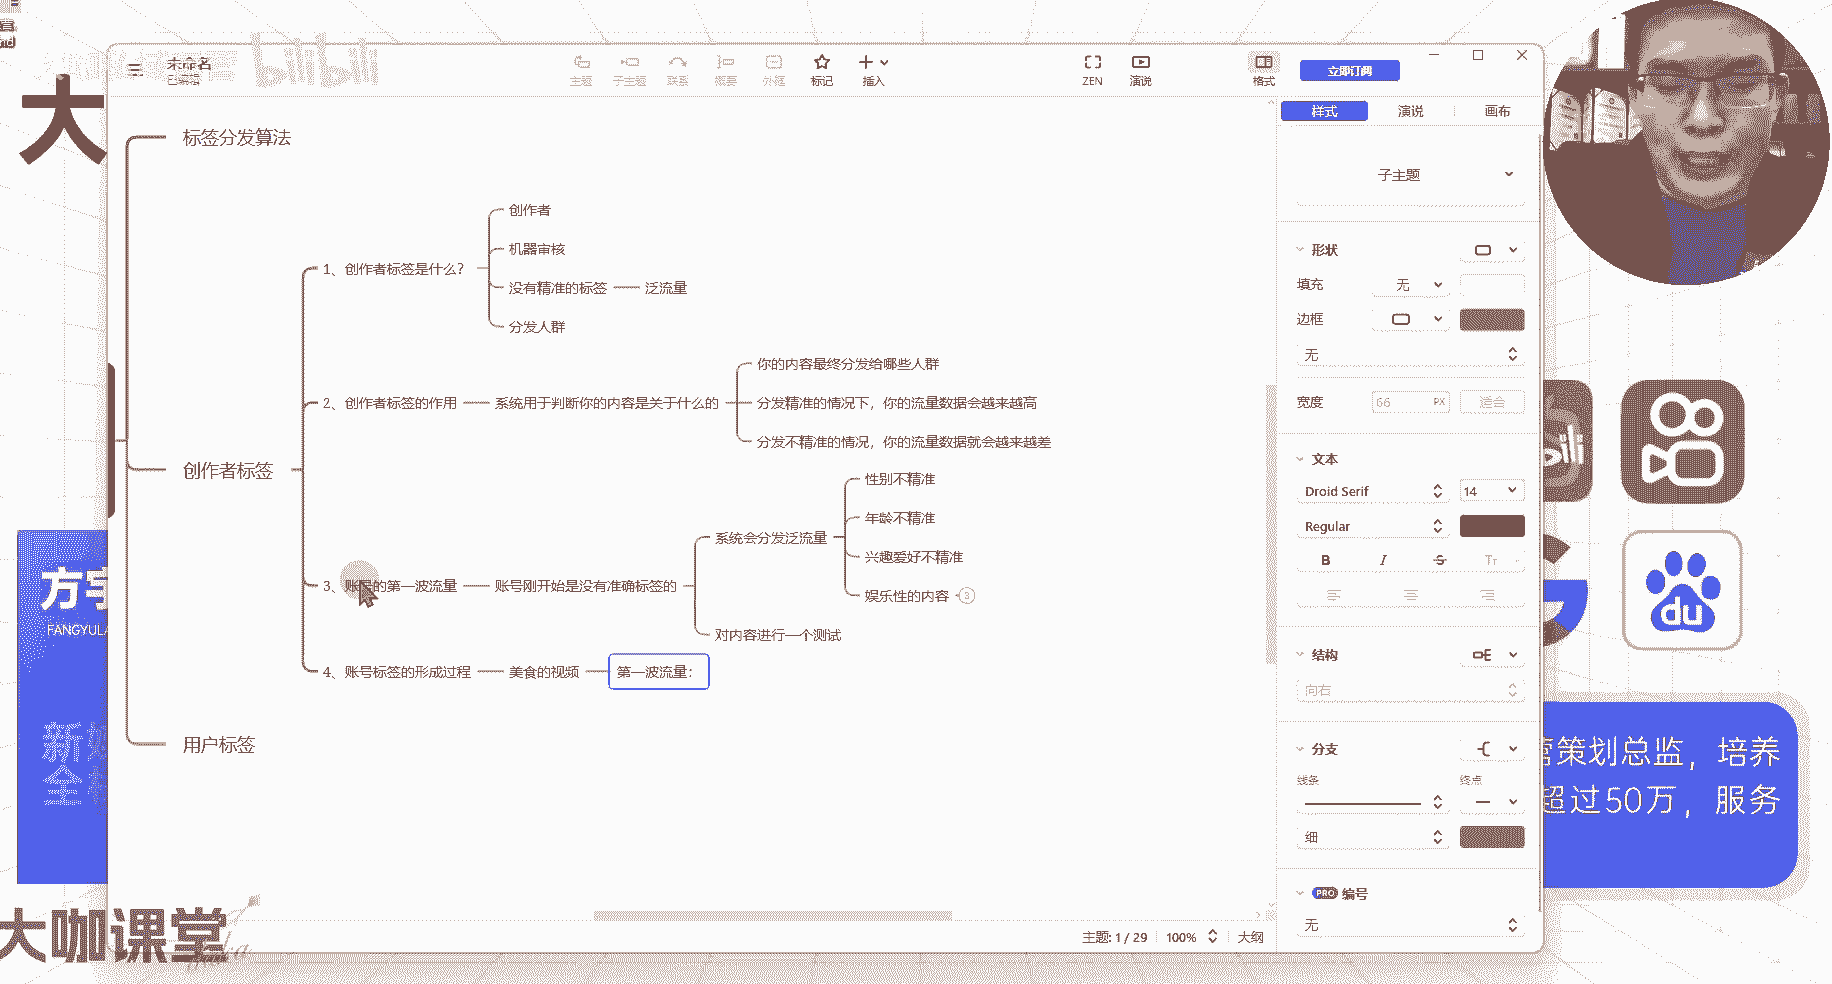 未命名
已编辑
bilibili
主题
子主题
联系
概要
外框
标记
插入
ZEN
演说
格式
立即订阅
大
标签分发算法
创作者
机器审核
1、创作者标签是什么?
没有精准的标签
泛流量
分发人群
你的内容最终分发给哪些人群
2、创作者标签的作用
系统用于判断你的内容是关于什么的
分发精准的情况下，你的流量数据会越来越高
分发不精准的情况，你的流量数据就会越来越差
创作者标签
性别不精准
年龄不精准
系统会分发泛流量
兴趣爱好不精准
3、账号的第一波流量
账号刚开始是没有准确标签的
娱乐性的内容
3
对内容进行一个测试
4、账号标签的形成过程
美食的视频
第一波流量：
用户标签
样式
演说
画布
子主题
形状
填充
无
边框
无
宽度
66
PX
适合
文本
Droid Serif
14
Regular
B I S Tт
结构
向右
分支
线条
终点
细
PRO 编号
无
主题: 1 / 29
100%
大纲
方宇
FANGYULA
新
全
大咖课堂
du
营策划总监，培养
超过50万，服务